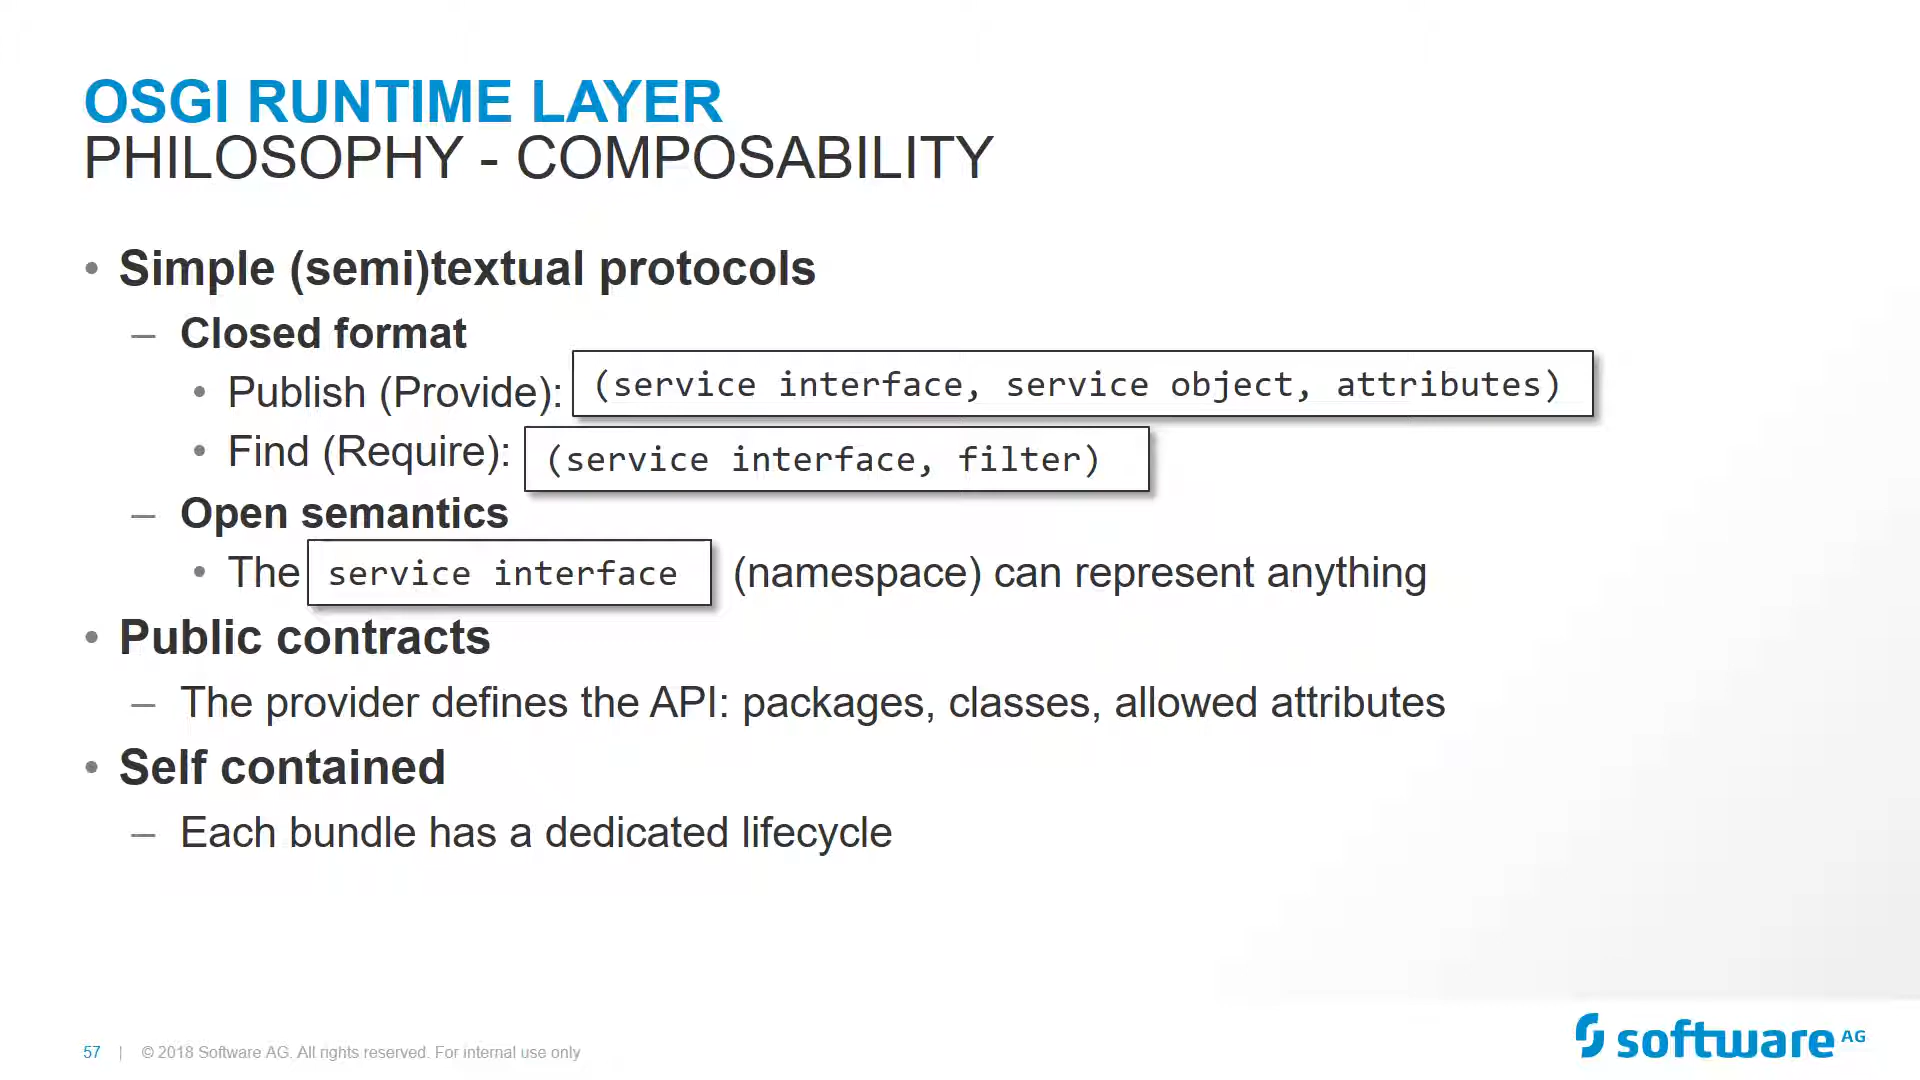 OSGI RUNTIME LAYER
PHILOSOPHY - COMPOSABILITY
• Simple (semi)textual protocols
– Closed format
• Publish (Provide): (service interface, service object, attributes)
• Find (Require): (service interface, filter)
– Open semantics
• The service interface (namespace) can represent anything
• Public contracts
– The provider defines the API: packages, classes, allowed attributes
• Self contained
– Each bundle has a dedicated lifecycle
57 | © 2018 Software AG. All rights reserved. For internal use only
software AG